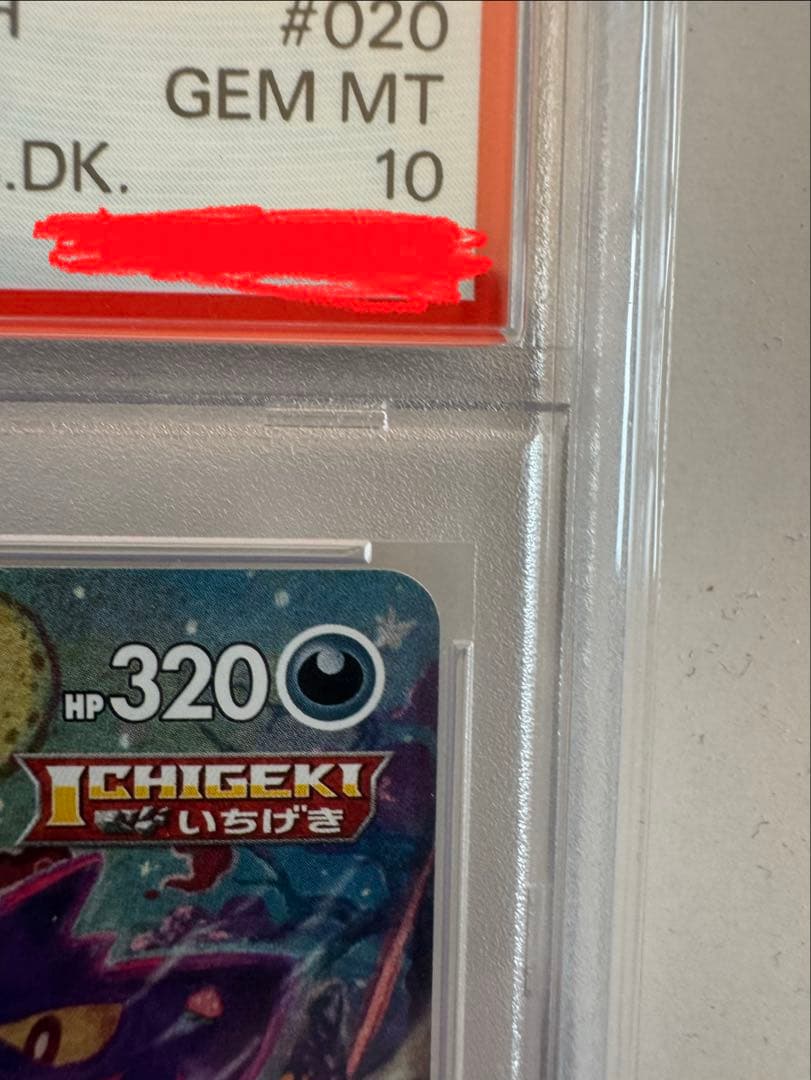 #020
GEM MT
.DK. 10
HP320
ICHIGEKI
いちげき